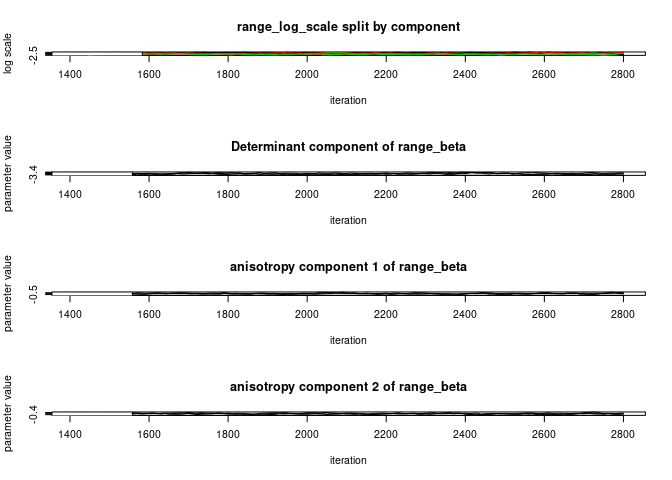 range_log_scale split by component
log scale
-2.5
1400 1600 1800 2000 2200 2400 2600 2800
iteration
Determinant component of range_beta
parameter value
-3.4
1400 1600 1800 2000 2200 2400 2600 2800
iteration
anisotropy component 1 of range_beta
parameter value
-0.5
1400 1600 1800 2000 2200 2400 2600 2800
iteration
anisotropy component 2 of range_beta
parameter value
-0.4
1400 1600 1800 2000 2200 2400 2600 2800
iteration